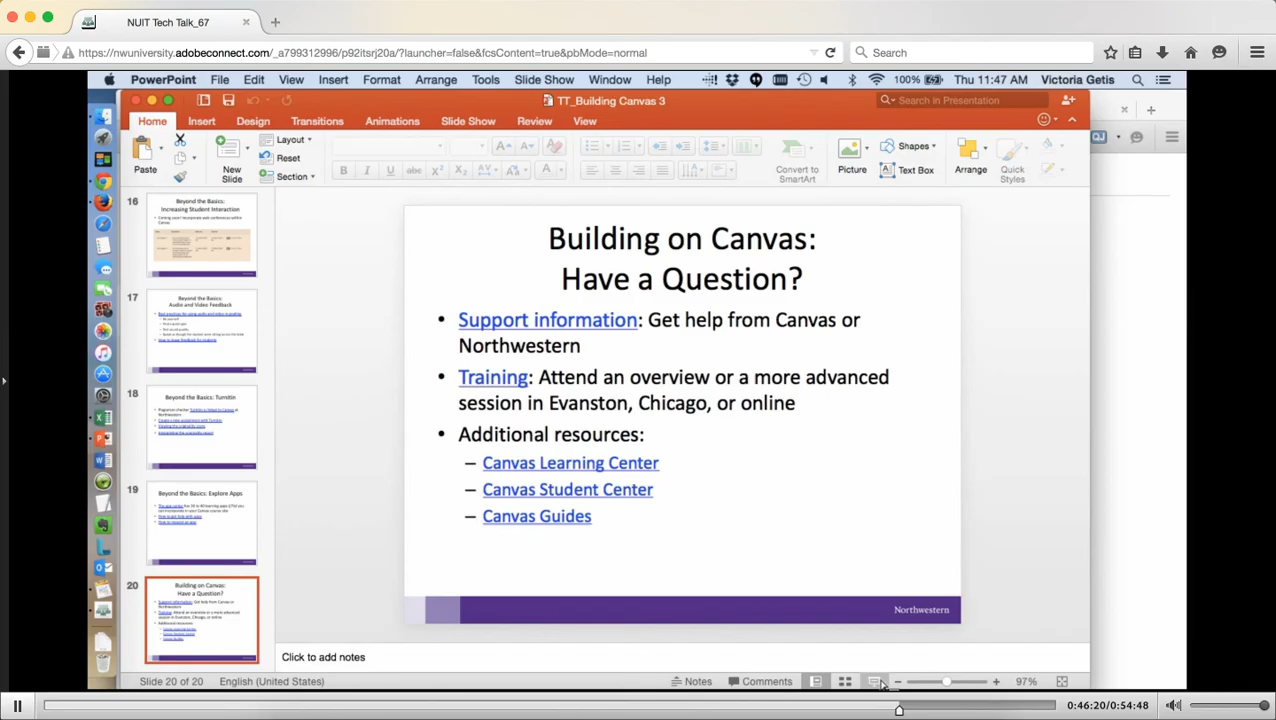 NUIT Tech Talk_67
https://nwuniversity.adobeconnect.com/_a799312996/p92itsrj20a/?launcher=false&fcsContent=true&pbMode=normal
Search
PowerPoint File Edit View Insert Format Arrange Tools Slide Show Window Help 100% Thu 11:47 AM Victoria Getis
TT_Building Canvas 3
Search in Presentation
Home Insert Design Transitions Animations Slide Show Review View
Paste
New Slide
Layout
Reset
Section
B I U abc X² X₂
Convert to SmartArt
Picture
Shapes
Text Box
Arrange
Quick Styles
16
Beyond the Basics:
Increasing Student Interaction
17
Beyond the Basics:
Audio and Video Feedback
18
Beyond the Basics: Turnitin
19
Beyond the Basics: Explore Apps
20
Building on Canvas:
Have a Question?
Building on Canvas:
Have a Question?
• Support information: Get help from Canvas or
Northwestern
• Training: Attend an overview or a more advanced
session in Evanston, Chicago, or online
• Additional resources:
– Canvas Learning Center
– Canvas Student Center
– Canvas Guides
Northwestern
Click to add notes
Slide 20 of 20 English (United States) Notes Comments 97%
0:46:20/0:54:48